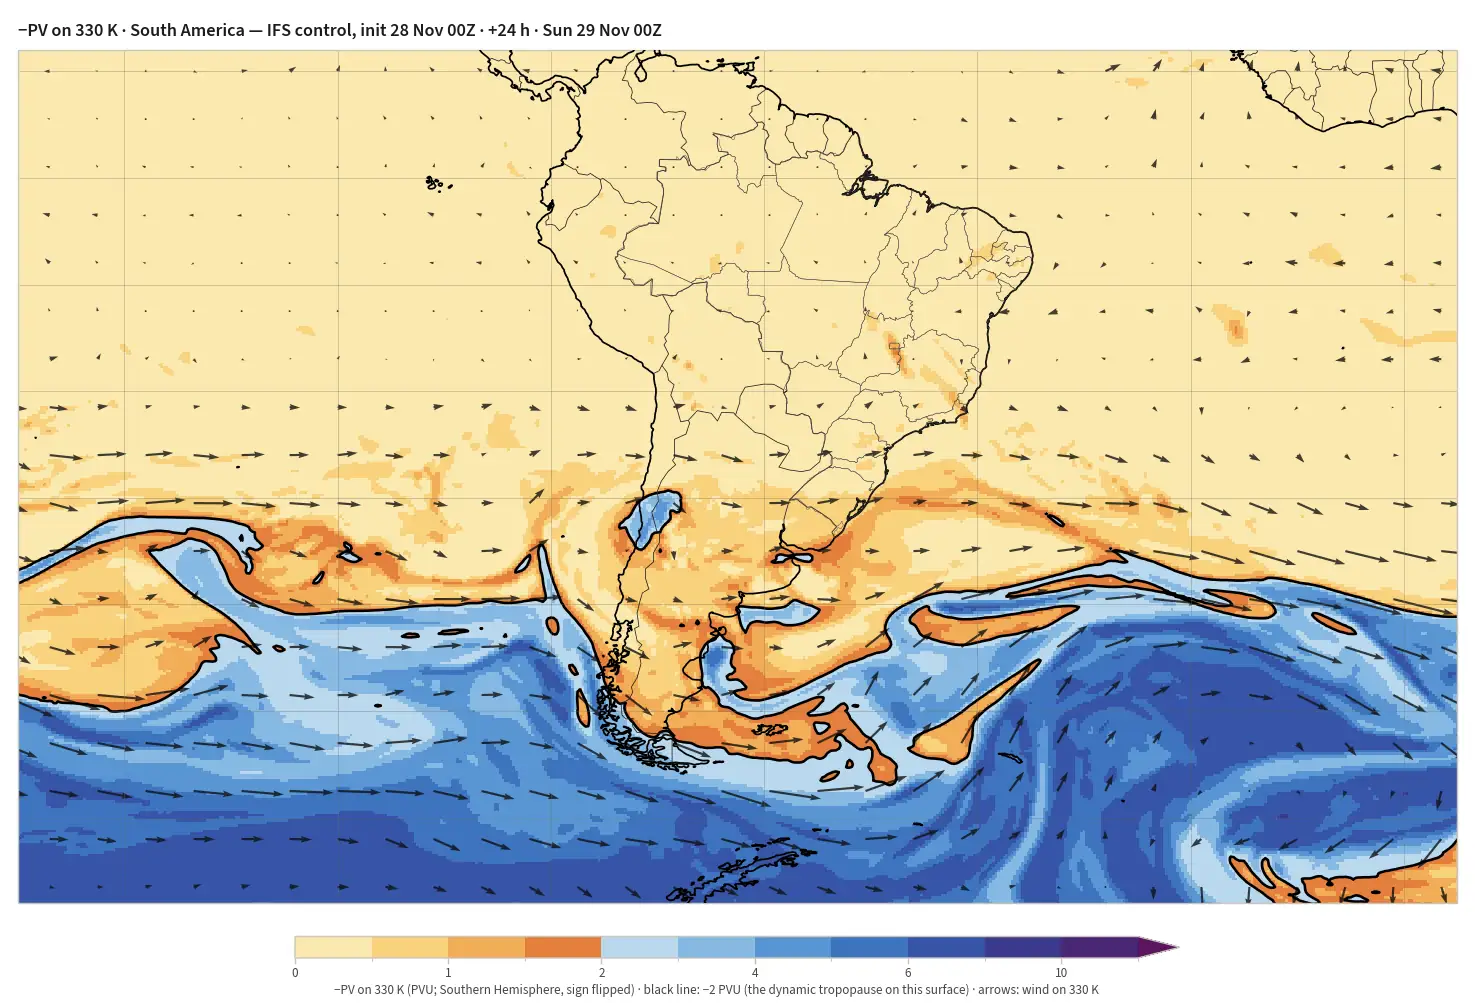 −PV on 330 K · South America — IFS control, init 28 Nov 00Z · +24 h · Sun 29 Nov 00Z
0 1 2 4 6 10
−PV on 330 K (PVU; Southern Hemisphere, sign flipped) · black line: −2 PVU (the dynamic tropopause on this surface) · arrows: wind on 330 K